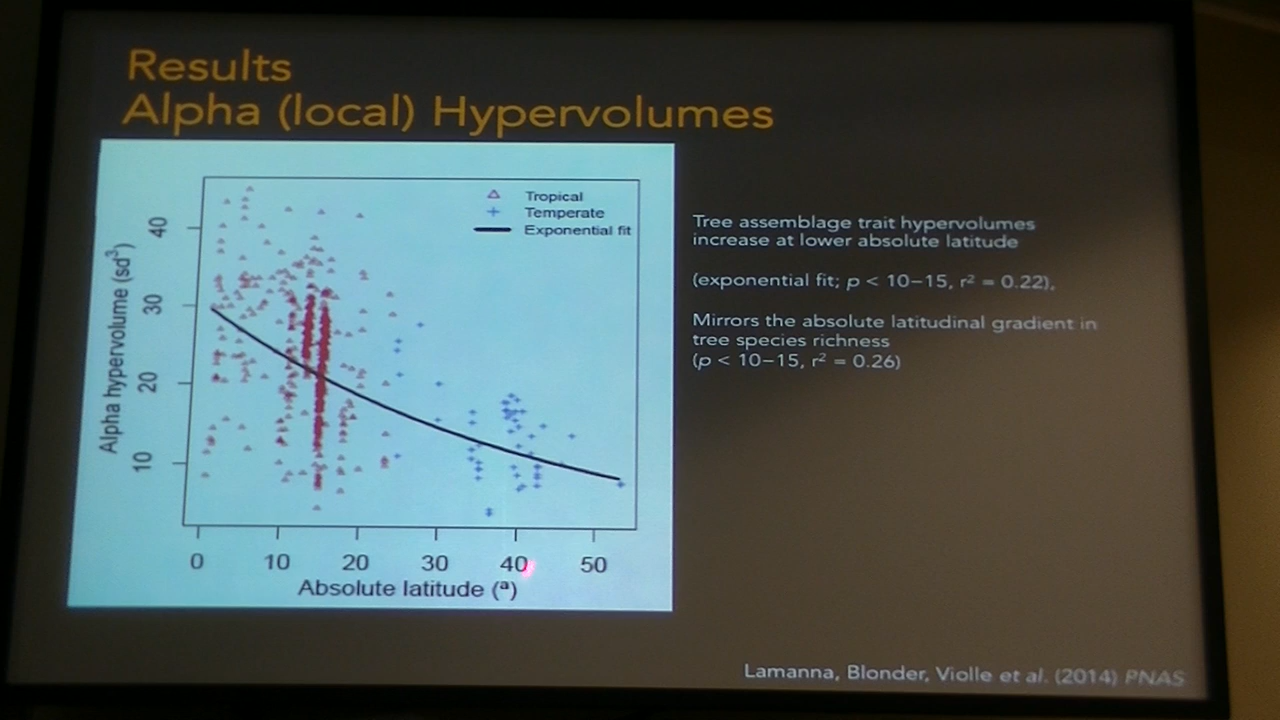 Results
Alpha (local) Hypervolumes
Tropical
Temperate
Exponential fit
40
30
20
10
Alpha hypervolume (sd³)
0 10 20 30 40 50
Absolute latitude (ª)
Tree assemblage trait hypervolumes
increase at lower absolute latitude
(exponential fit; p < 10–15, r² = 0.22),
Mirrors the absolute latitudinal gradient in
tree species richness
(p < 10–15, r² = 0.26)
Lamanna, Blonder, Violle et al. (2014) PNAS